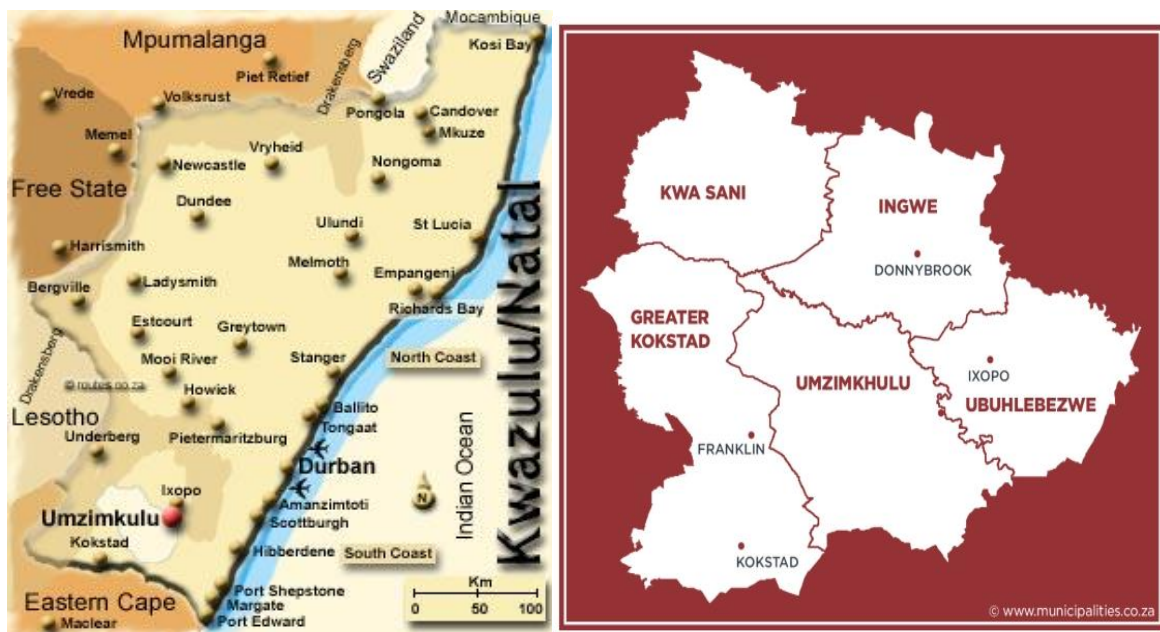 Mocambique
Mpumalanga
Kosi Bay
Swaziland
Drakensberg
Piet Retief
Vrede
Volksrust
Pongola
Candover
Mkuze
Memel
Vryheid
Newcastle
Nongoma
Free State
Dundee
Ulundi
St Lucia
Harrismith
Melmoth
Empangeni
Ladysmith
Bergville
Richards Bay
Estcourt
Greytown
Drakensberg
Mooi River
Stanger
North Coast
© routes.co.za
Howick
Lesotho
Ballito
Tongaat
Underberg
Pietermaritzburg
Durban
Indian Ocean
N
Kwazulu/Natal
Ixopo
Amanzimtoti
Umzimkulu
Scottburgh
Kokstad
Hibberdene
South Coast
Km
0 50 100
Port Shepstone
Eastern Cape
Margate
Maclear
Port Edward
KWA SANI
INGWE
DONNYBROOK
GREATER
KOKSTAD
UMZIMKHULU
IXOPO
UBUHLEBEZWE
FRANKLIN
KOKSTAD
© www.municipalities.co.za